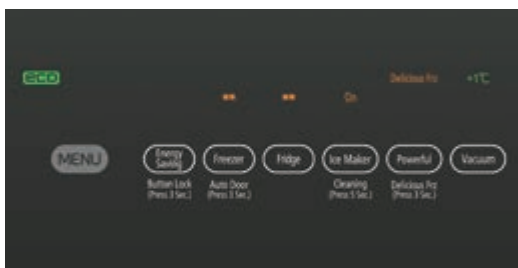 eco
Delicious Frz
+1°C
On
MENU
Energy
Saving
Freezer
Fridge
Ice Maker
Powerful
Vacuum
Button Lock
(Press 3 Sec.)
Auto Door
(Press 3 Sec.)
Cleaning
(Press 5 Sec.)
Delicious Frz
(Press 3 Sec.)